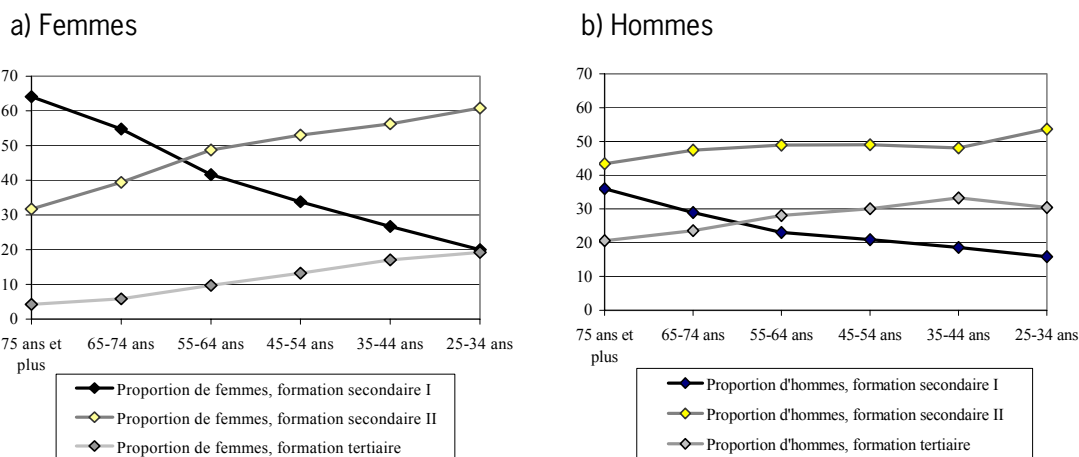 a) Femmes
70
60
50
40
30
20
10
0
75 ans et plus
65-74 ans
55-64 ans
45-54 ans
35-44 ans
25-34 ans
Proportion de femmes, formation secondaire I
Proportion de femmes, formation secondaire II
Proportion de femmes, formation tertiaire
b) Hommes
70
60
50
40
30
20
10
0
75 ans et
plus
65-74 ans
55-64 ans
45-54 ans
35-44 ans
25-34 ans
Proportion d'hommes, formation secondaire I
Proportion d'hommes, formation secondaire II
Proportion d'hommes, formation tertiaire